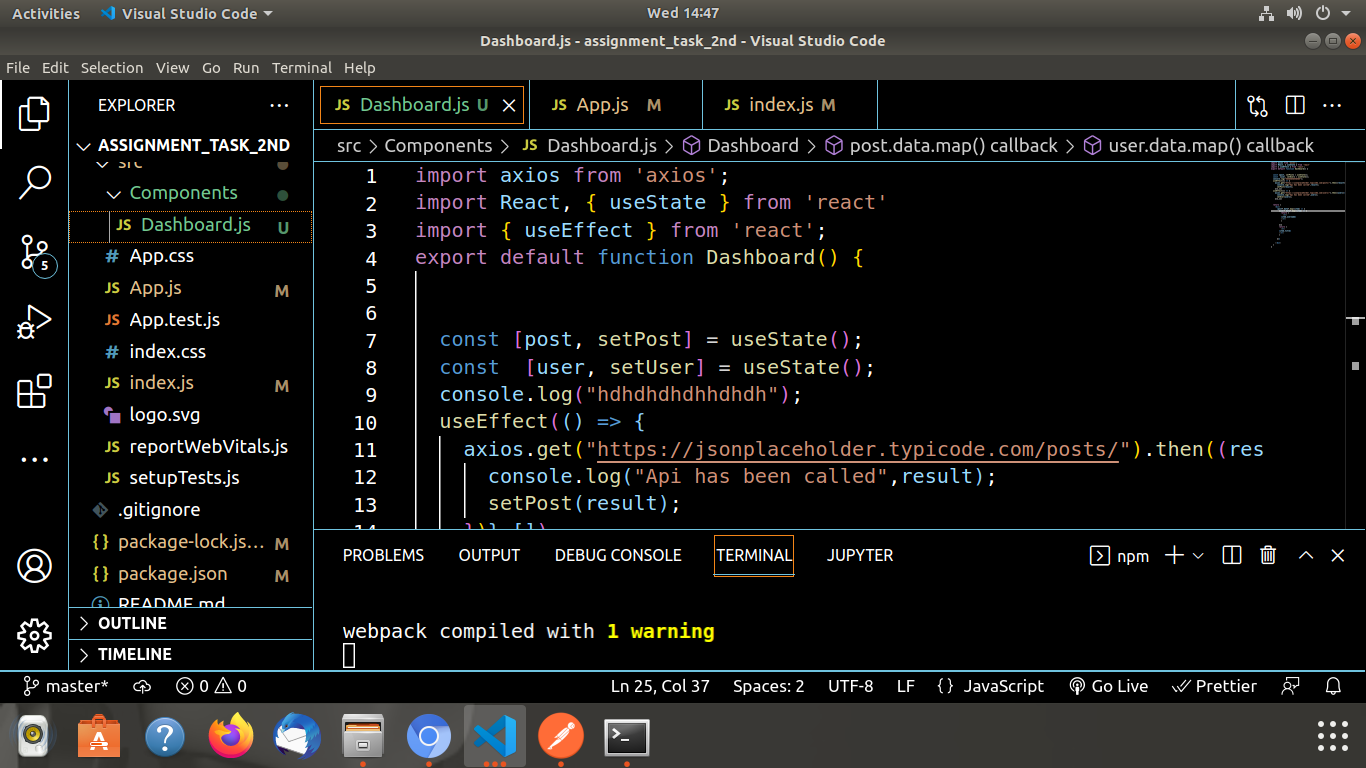 Activities Visual Studio Code Wed 14:47
Dashboard.js - assignment_task_2nd - Visual Studio Code
File Edit Selection View Go Run Terminal Help
EXPLORER
ASSIGNMENT_TASK_2ND
src
Components
JS Dashboard.js U
# App.css
JS App.js M
JS App.test.js
# index.css
JS index.js M
logo.svg
JS reportWebVitals.js
JS setupTests.js
.gitignore
{} package-lock.js... M
{} package.json M
README.md
OUTLINE
TIMELINE
5
JS Dashboard.js U JS App.js M JS index.js M
src > Components > JS Dashboard.js > Dashboard > post.data.map() callback > user.data.map() callback
1 import axios from 'axios';
2 import React, { useState } from 'react'
3 import { useEffect } from 'react';
4 export default function Dashboard() {
5
6
7 const [post, setPost] = useState();
8 const  [user, setUser] = useState();
9 console.log("hdhdhdhdhhdhdh");
10 useEffect(() => {
11 axios.get("https://jsonplaceholder.typicode.com/posts/").then((res
12 console.log("Api has been called",result);
13 setPost(result);
14 })}, [])
PROBLEMS OUTPUT DEBUG CONSOLE TERMINAL JUPYTER npm
webpack compiled with 1 warning
master* 0 0 Ln 25, Col 37 Spaces: 2 UTF-8 LF {} JavaScript Go Live Prettier